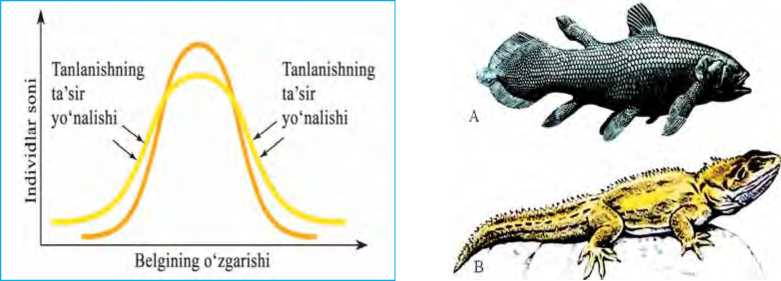 Individlar soni
Tanlanishning
ta’sir
yo‘nalishi
Tanlanishning
ta’sir
yo‘nalishi
Belgining o‘zgarishi
A
B